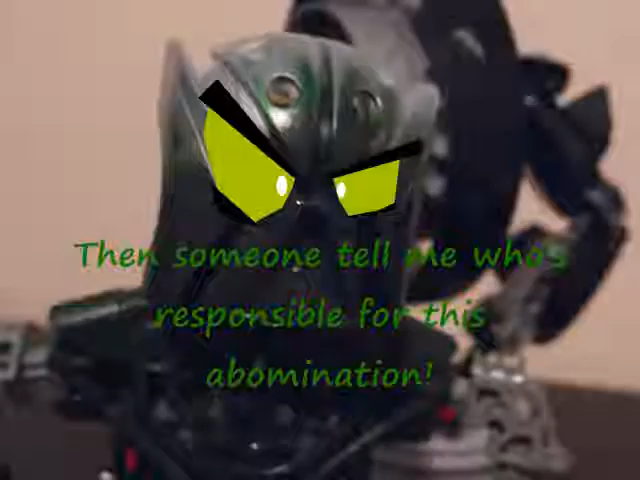 Then someone tell me who's
responsible for this
abomination!